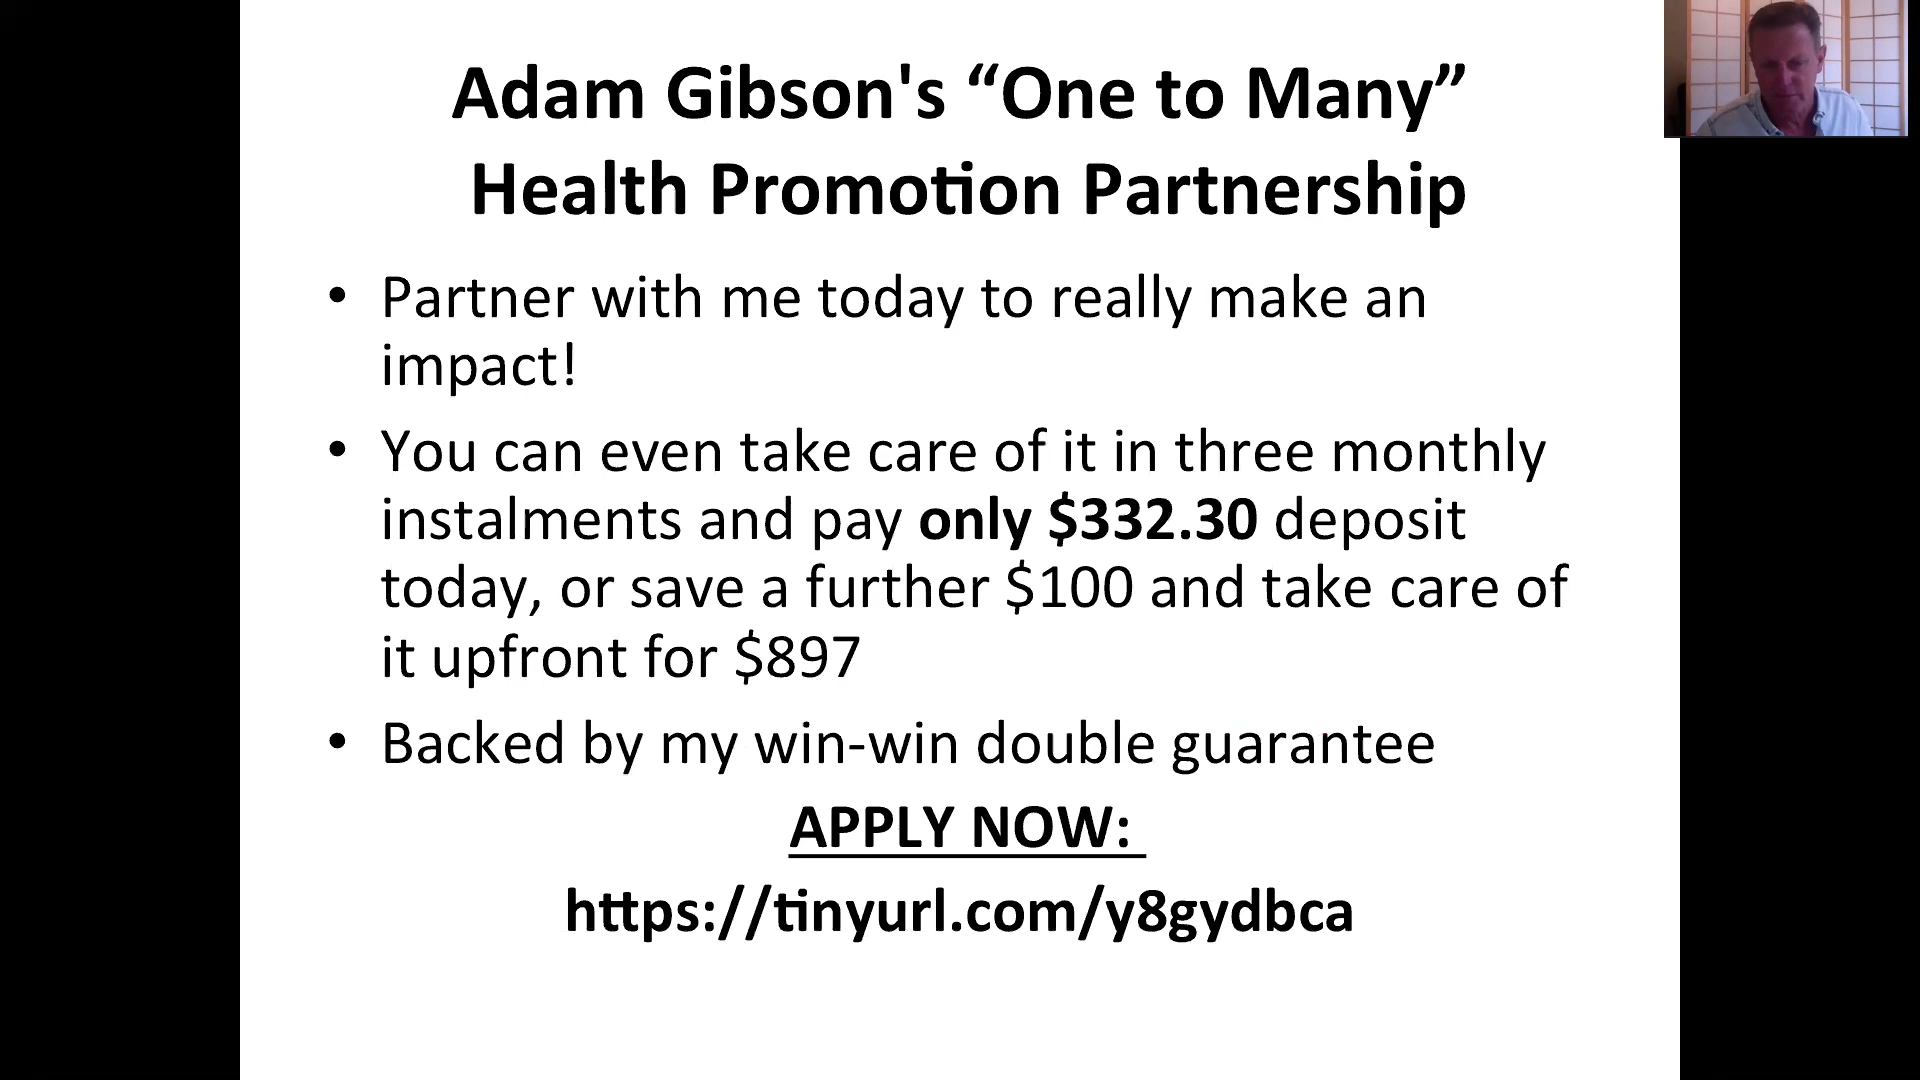 Adam Gibson's “One to Many”
Health Promotion Partnership
• Partner with me today to really make an
impact!
• You can even take care of it in three monthly
instalments and pay only $332.30 deposit
today, or save a further $100 and take care of
it upfront for $897
• Backed by my win-win double guarantee
APPLY NOW:
https://tinyurl.com/y8gydbca